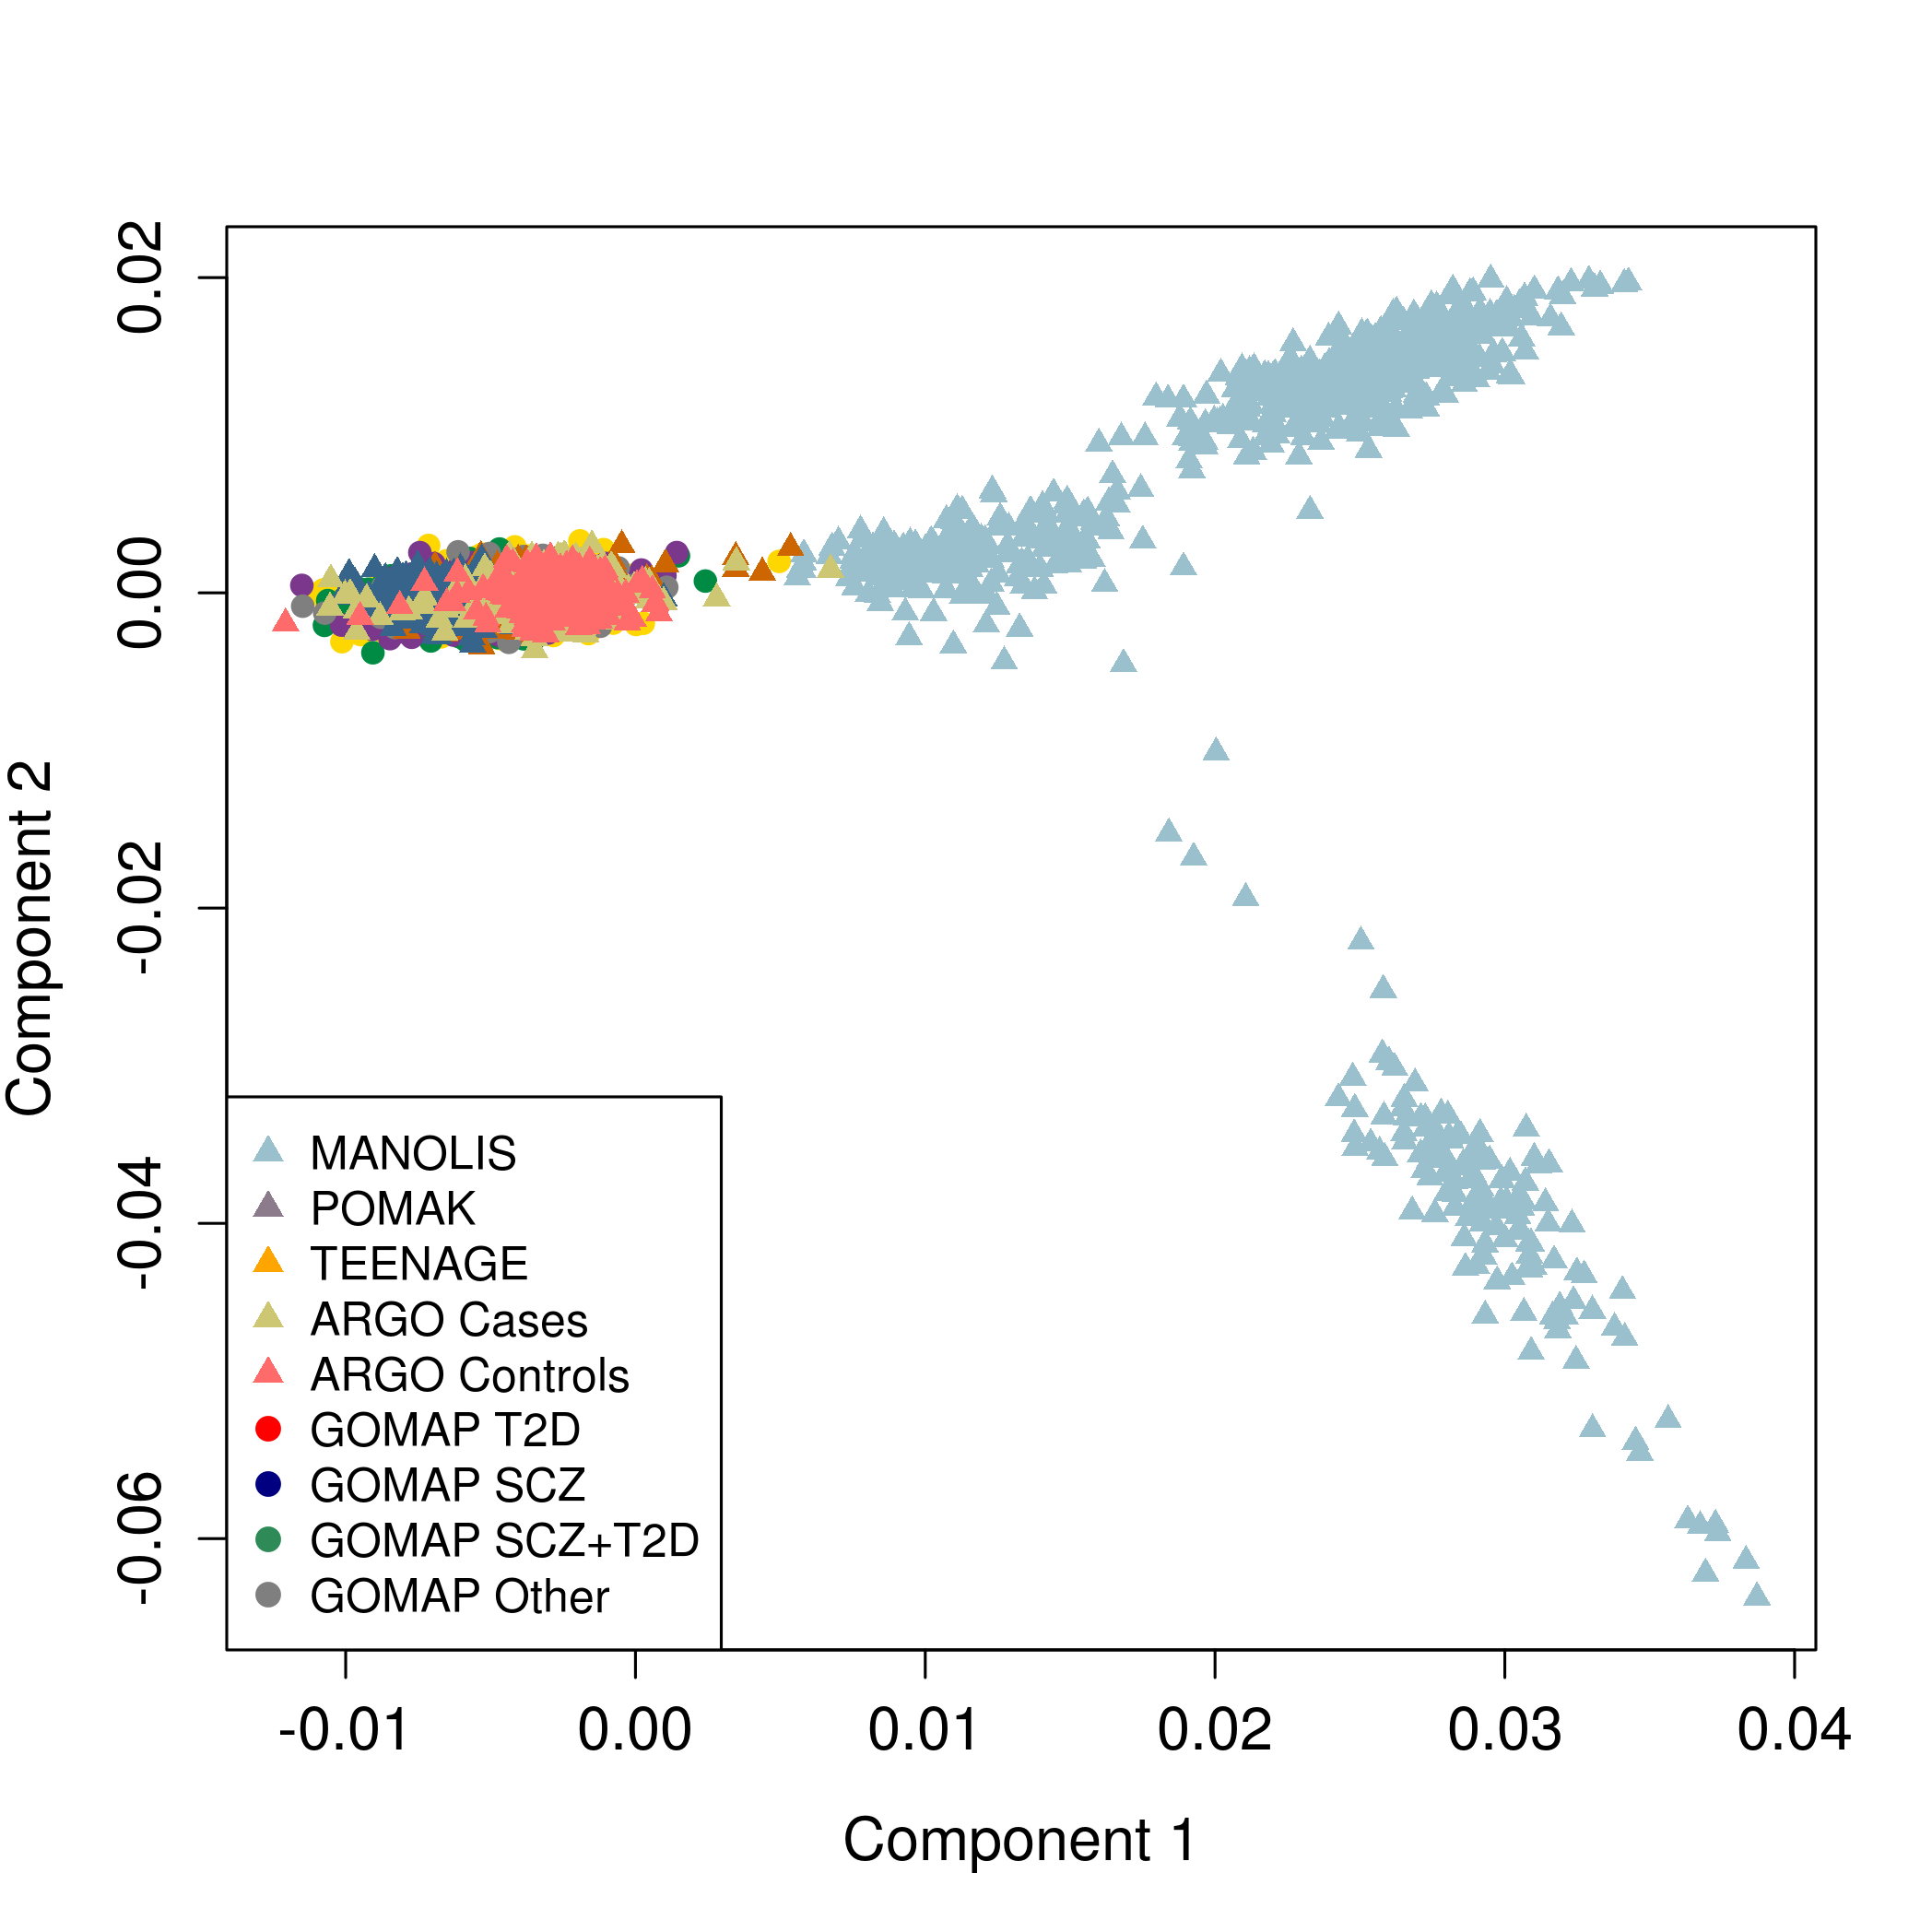 0.02
0.00
-0.02
-0.04
-0.06
Component 2
MANOLIS
POMAK
TEENAGE
ARGO Cases
ARGO Controls
GOMAP T2D
GOMAP SCZ
GOMAP SCZ+T2D
GOMAP Other
-0.01 0.00 0.01 0.02 0.03 0.04
Component 1